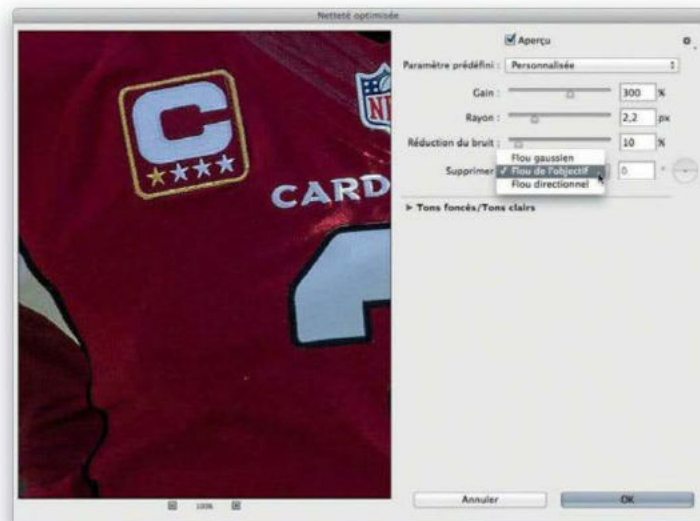 Netteté optimisée
Aperçu
Paramètre prédéfini : Personnalisée
Gain : 300 %
Rayon : 2,2 px
Réduction du bruit : 10 %
Flou gaussien
Supprimer ✓ Flou de l'objectif 0 °
Flou directionnel
▶ Tons foncés/Tons clairs
C
NF
CARD
100%
Annuler OK